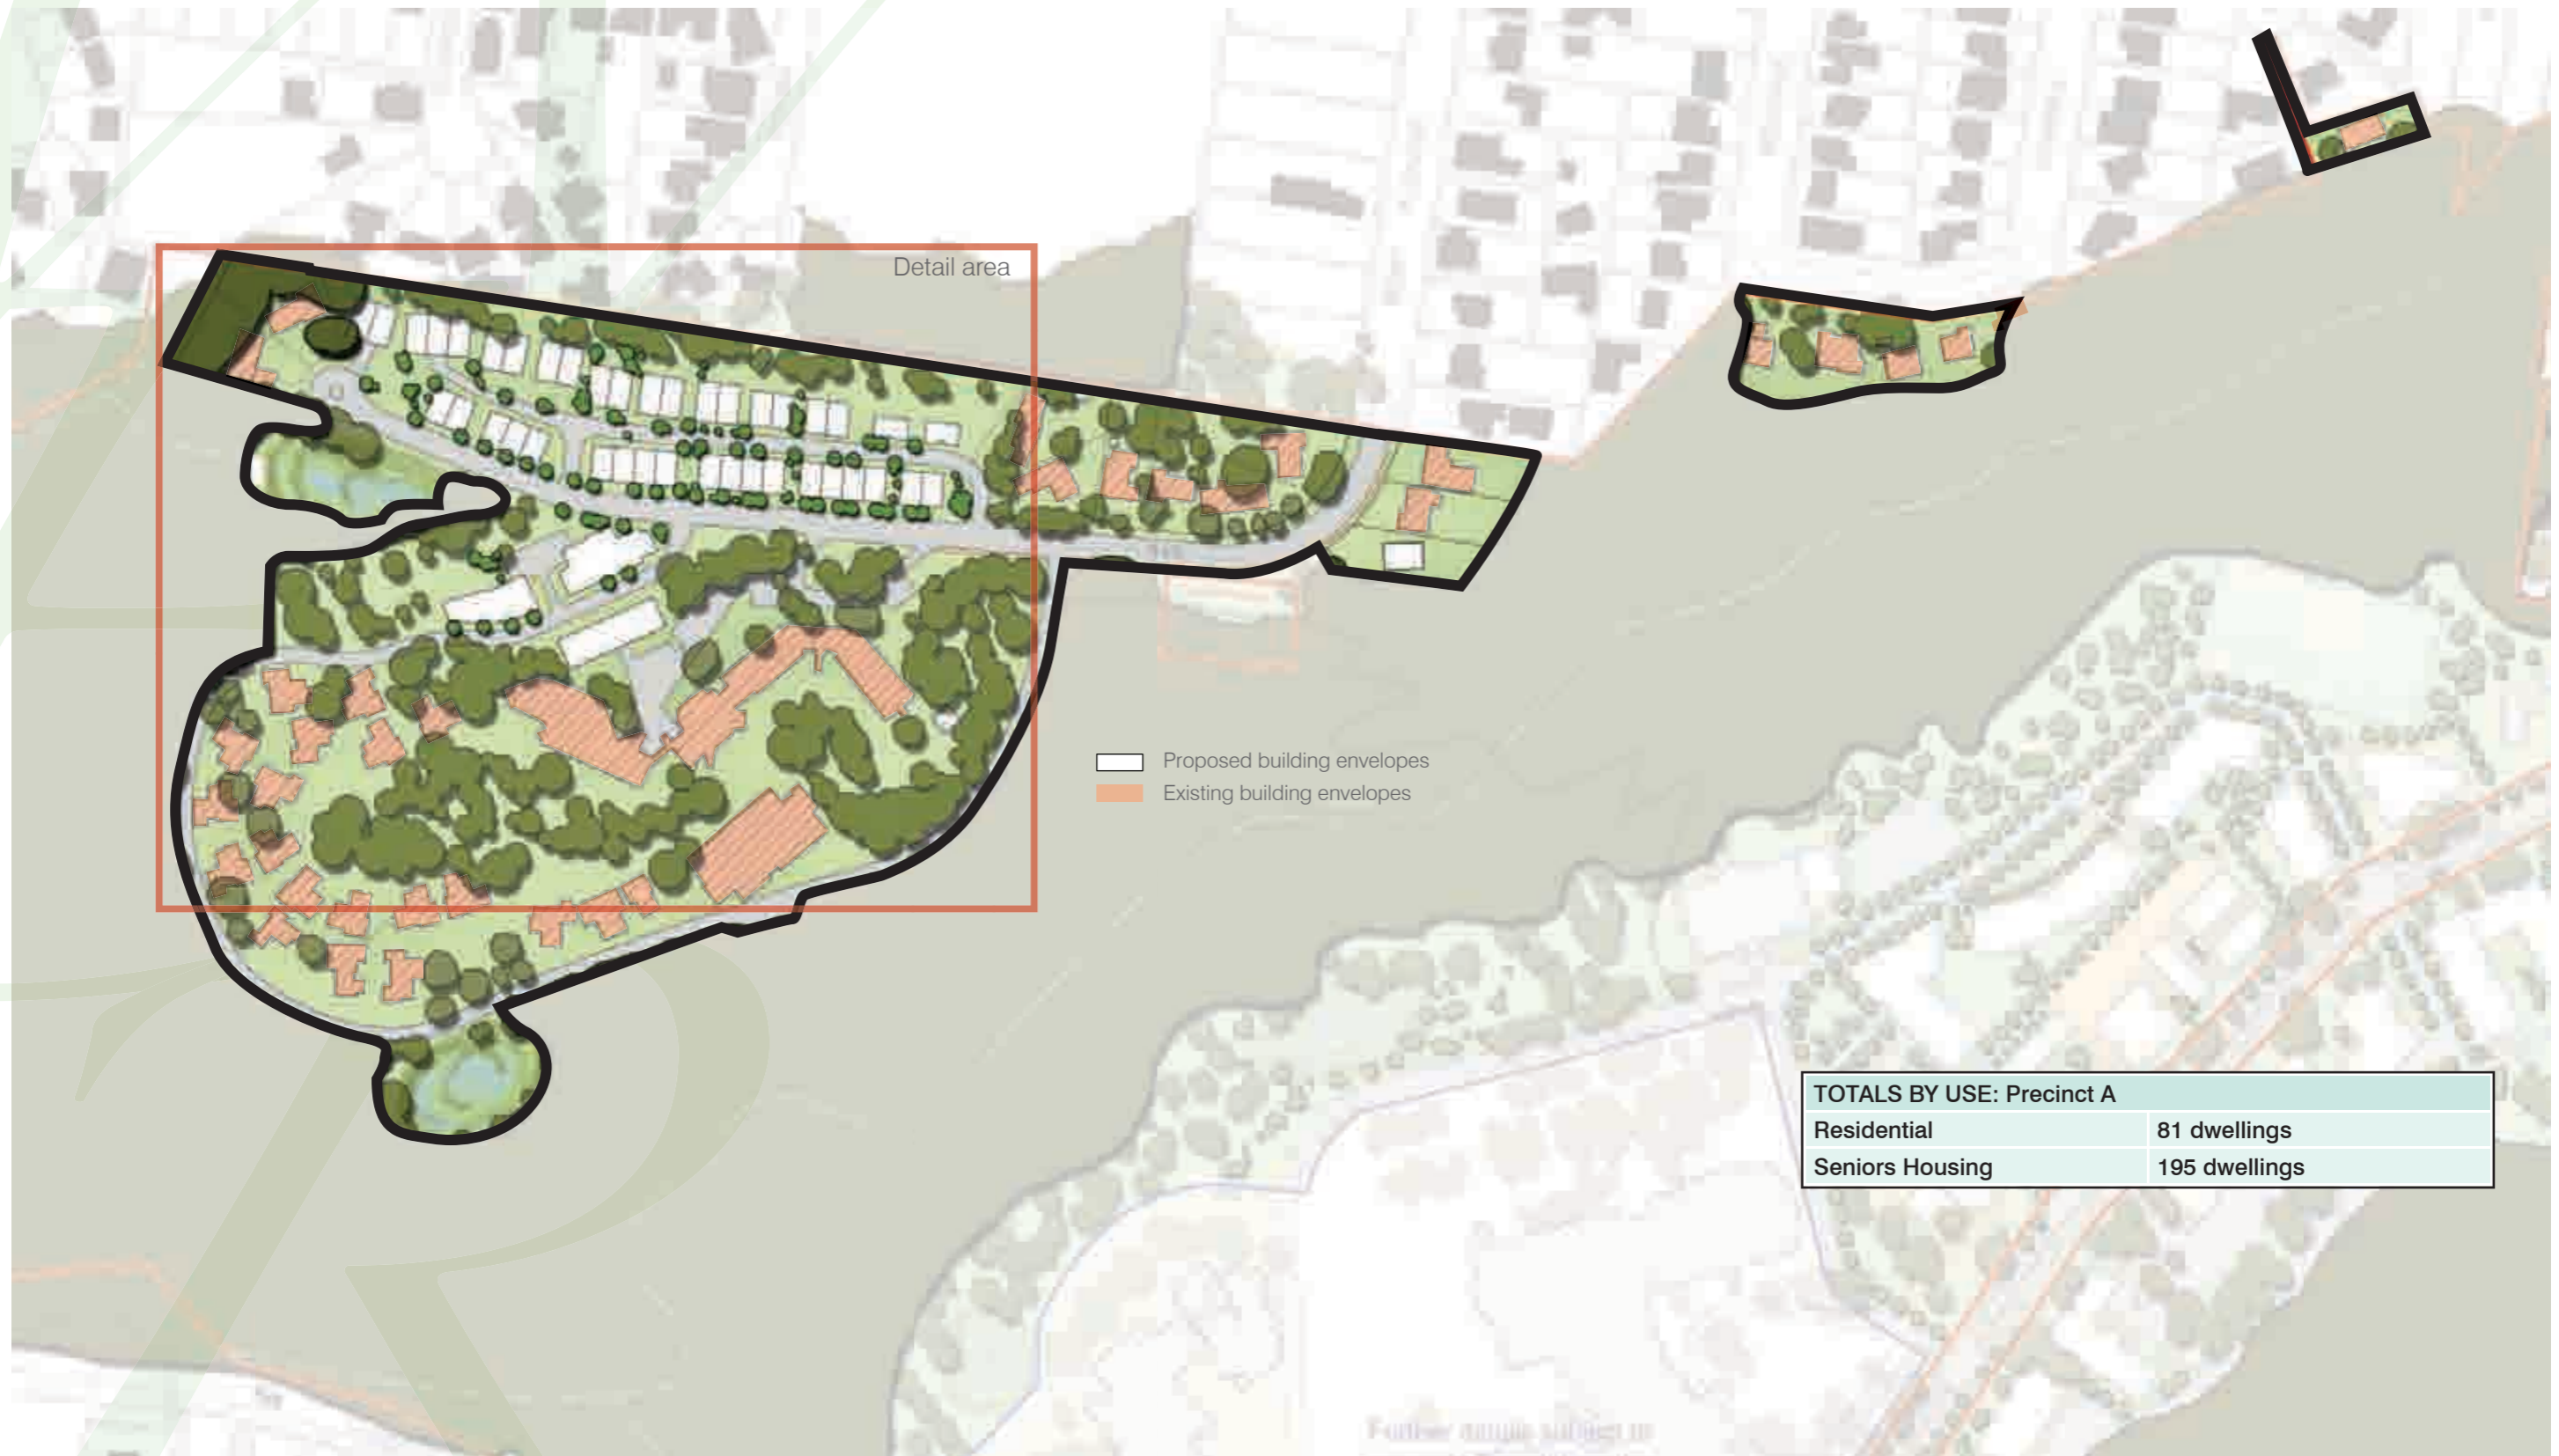 Detail area
Proposed building envelopes
Existing building envelopes
TOTALS BY USE: Precinct A
Residential 81 dwellings
Seniors Housing 195 dwellings